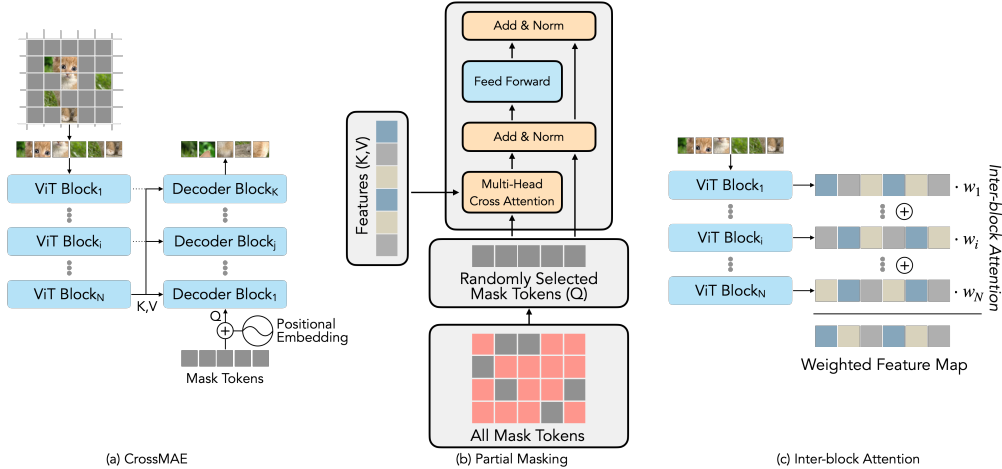 ViT Block1
ViT Blocki
ViT BlockN
Decoder BlockK
Decoder Blockj
Decoder Block1
K,V
Q
Positional
Embedding
Mask Tokens
(a) CrossMAE
Add & Norm
Feed Forward
Add & Norm
Multi-Head
Cross Attention
Features (K,V)
Randomly Selected
Mask Tokens (Q)
All Mask Tokens
(b) Partial Masking
ViT Block1
· w1
ViT Blocki
· wi
ViT BlockN
· wN
Inter-block Attention
Weighted Feature Map
(c) Inter-block Attention